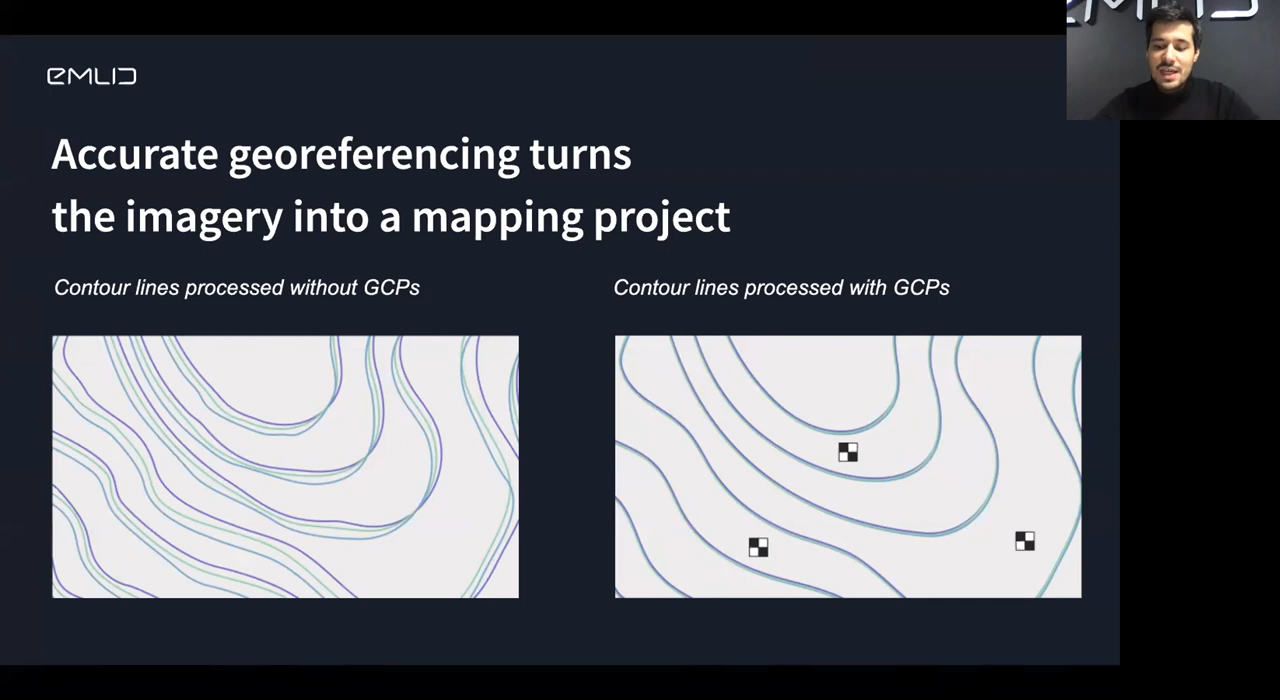 EMLID
EMLID
Accurate georeferencing turns
the imagery into a mapping project
Contour lines processed without GCPs
Contour lines processed with GCPs